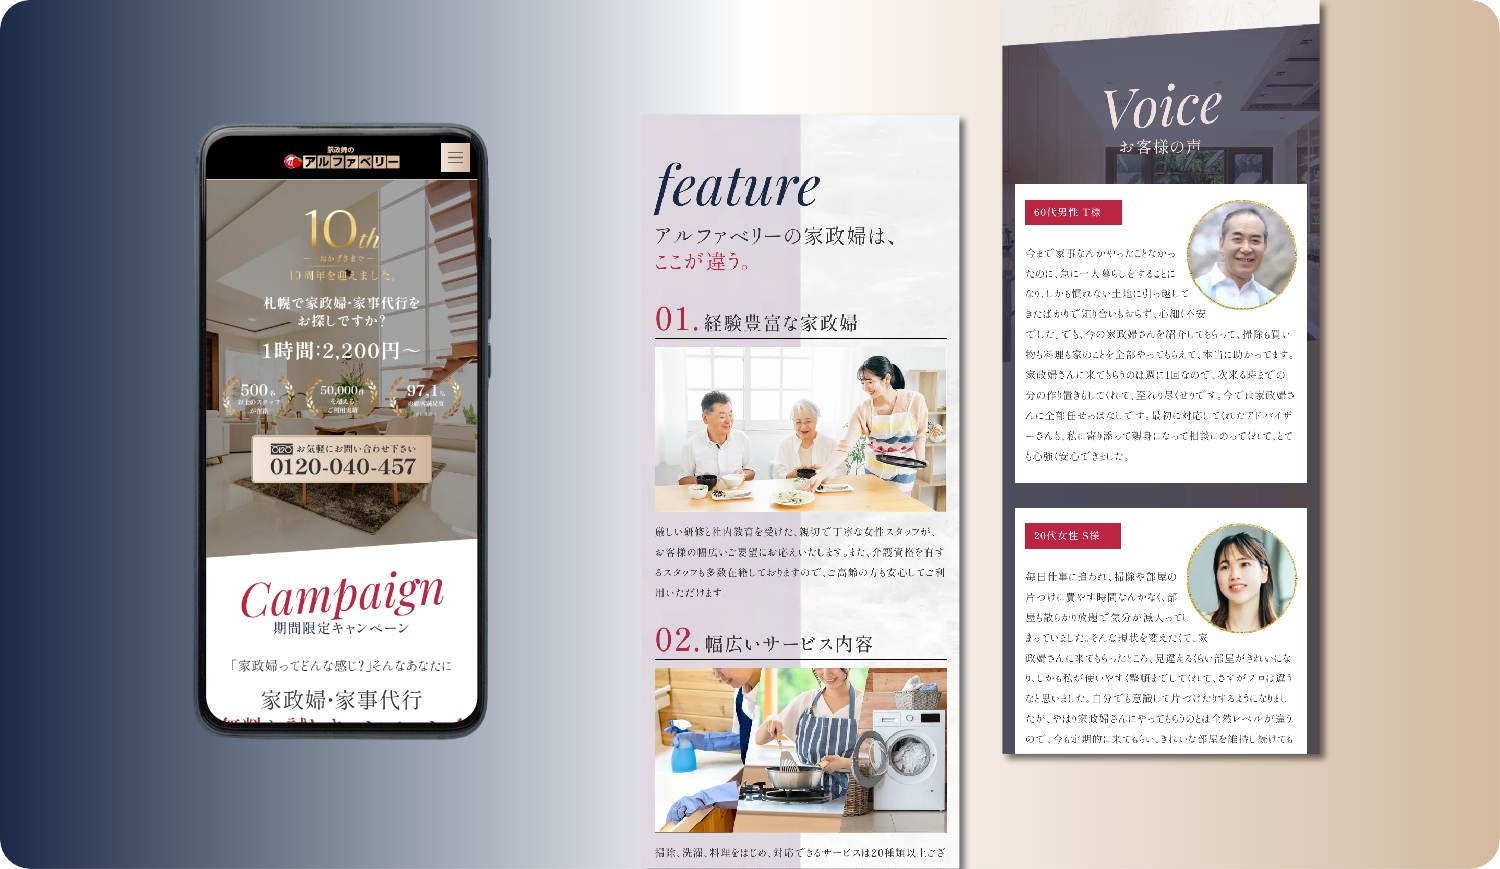 家政婦の
アルファベリー
10th
おかげさまで
10周年を迎えました。
札幌で家政婦・家事代行を
お探しですか?
1時間:2,200円〜
500名
以上のスタッフ
が在籍
50,000件
を超える
ご利用実績
97,1%
の顧客満足度
お気軽にお問い合わせ下さい
0120-040-457
Campaign
期間限定キャンペーン
「家政婦ってどんな感じ?」そんなあなたに
家政婦・家事代行
feature
アルファベリーの家政婦は、
ここが違う。
01. 経験豊富な家政婦
厳しい研修と社内教育を受けた、親切で丁寧な女性スタッフが、
お客様の幅広いご要望にお応えいたします。また、介護資格を有す
るスタッフも多数在籍しておりますので、ご高齢の方も安心してご利
用いただけます
02. 幅広いサービス内容
掃除、洗濯、料理をはじめ、対応できるサービスは20種類以上ござ
Voice
お客様の声
60代男性 T様
今まで家事なんかやったことなかっ
たのに、急に一人暮らしをすることに
なり、しかも慣れない土地に引っ越して
きたばかりで知り合いもおらず、心細く不安
でした。でも、今の家政婦さんを紹介してもらって、掃除も買い
物も料理も家のことを全部やってもらえて、本当に助かってます。
家政婦さんに来てもらうのは週に1回なので、次来る時までの
分の作り置きもしてくれて、至れり尽くせりです。今では家政婦さ
んに全部任せっぱなしです。最初に対応してくれたアドバイザ
ーさんも、私に寄り添って親身になって相談にのってくれて、とて
も心強く安心できました。
20代女性 S様
毎日仕事に追われ、掃除や部屋の
片づけに費やす時間なんかなく、部
屋も散らかり放題で気分が滅入ってし
まっていました。そんな現状を変えたくて、家
政婦さんに来てもらったところ、見違えるくらい部屋がきれいにな
り、しかも私が使いやすく整頓までしてくれて、さすがプロは違う
なと思いました。自分でも意識して片づけたりするようになりまし
たが、やはり家政婦さんにやってもらうのとは全然レベルが違う
ので、今も定期的に来てもらい、きれいな部屋を維持し続けても